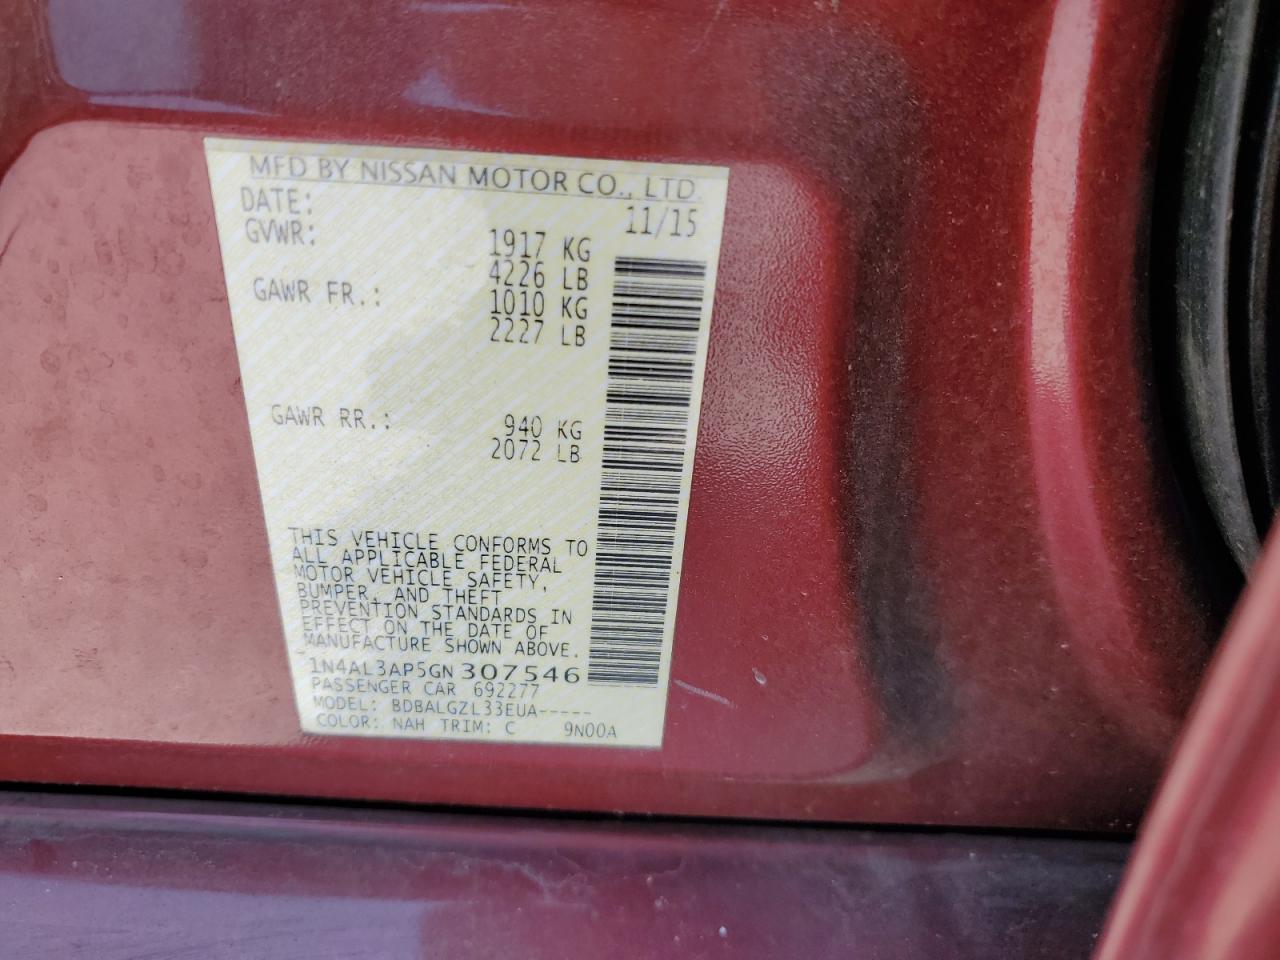 MFD BY NISSAN MOTOR CO., LTD.
DATE: 11/15
GVWR: 1917 KG
4226 LB
GAWR FR.: 1010 KG
2227 LB
GAWR RR.: 940 KG
2072 LB
THIS VEHICLE CONFORMS TO
ALL APPLICABLE FEDERAL
MOTOR VEHICLE SAFETY,
BUMPER, AND THEFT
PREVENTION STANDARDS IN
EFFECT ON THE DATE OF
MANUFACTURE SHOWN ABOVE.
1N4AL3AP5GN307546
PASSENGER CAR 692277
MODEL: BDBALGZL33EUA-----
COLOR: NAH TRIM: C 9N00A